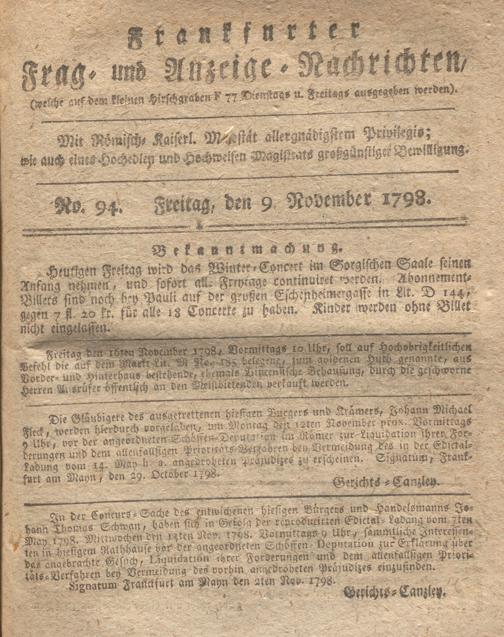 Frankfurter
Frag- und Anzeige-Nachrichten,
(welche auf dem kleinen Hirschgraben F 77 Dienstags u. Freitags ausgegeben werden).
Mit Römisch-Kaiserl. Majestät allergnädigstem Privilegis;
wie auch eines Hochedlen und Hochweisen Magistrats großgünstiger Bewilligung.
No. 94. Freitag, den 9 November 1798.
Bekanntmachung.
Heutigen Freitag wird das Winter-Concert im Sorgischen Saale seinen
Anfang nehmen, und sofort alle Freytage continuiret werden. Abonnement-
Billets sind noch bey Pauli auf der großen Eschenheimergasse in Lit. D 144,
gegen 7 fl. 20 kr. für alle 18 Concerte zu haben. Kinder werden ohne Billet
nicht eingelassen.
Freitag den 16ten November 1798, Vormittags 10 Uhr, soll auf Hochobrigkeitlichen
Befehl die auf dem Markt Lit. M No. 185 belegene, zum goldenen Huth genannte, aus
Vorder- und Hinterhaus bestehende, ehemals Behausung, durch die geschworne
Herren Ausrüfer öffentlich an den Meistbietenden verkauft werden.
Die Gläubigere des ausgetrettenen hiesigen Burgers und Krämers, Johann Michael
Fleck, werden hierdurch vorgeladen, um Montag den 12ten November prox. Vormittags
9 Uhr, vor der angeordneten Schöffen-Deputation im Römer zur Liquidation ihrer For-
derungen und dem allenfallsigen Prioritäts-Verfahren bey Vermeidung des in der Edictal-
Ladung vom 14. May h. a. angedroheten Präjudizes zu erscheinen. Signatum, Frank-
furt am Mayn, den 29. October 1798.
Gerichts-Canzley.
In der Concurs-Sache des entwichenen hiesigen Bürgers und Handelsmanns Jo-
hann Thomas Schwan, haben sich in Gefolg der reproducirten Edictal-Ladung vom 7ten
May 1798. Mittwochen den 14ten Nov. 1798. Vormittags 9 Uhr, sämmtliche Interessen-
ten in hiesigem Rathhause vor der angeordneten Schöffen-Deputation zur Erklärung über
das angebrachte Gesuch, Liquidation ihrer Forderungen und dem allenfallsigen Priori-
täts-Verfahren bey Vermeidung des vorhin angedroheten Präjudizes einzufinden.
Signatum Franckfurt am Mayn den 2ten Nov. 1798.
Gerichts-Canzley.